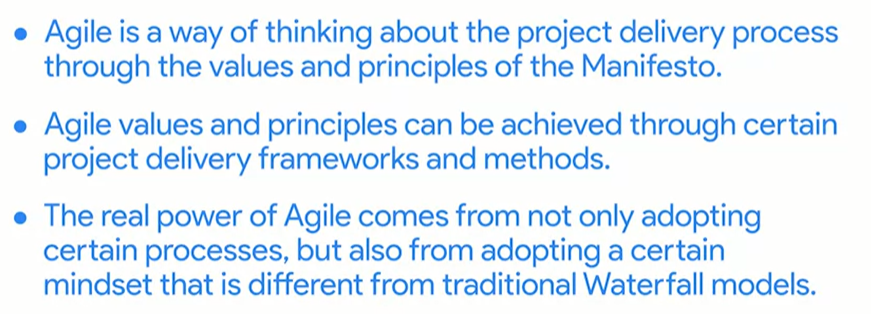 • Agile is a way of thinking about the project delivery process
through the values and principles of the Manifesto.
• Agile values and principles can be achieved through certain
project delivery frameworks and methods.
• The real power of Agile comes from not only adopting
certain processes, but also from adopting a certain
mindset that is different from traditional Waterfall models.